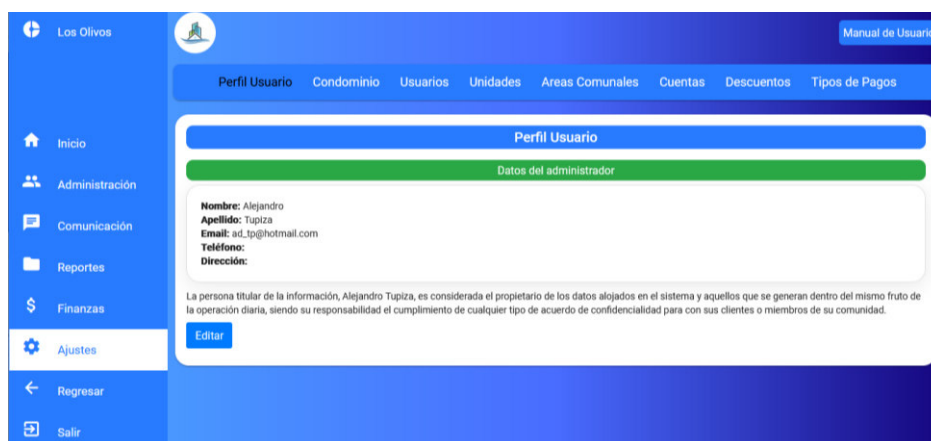 Los Olivos
Manual de Usuario
Perfil Usuario Condominio Usuarios Unidades Areas Comunales Cuentas Descuentos Tipos de Pagos
Inicio
Administración
Comunicación
Reportes
Finanzas
Ajustes
Regresar
Salir
Perfil Usuario
Datos del administrador
Nombre: Alejandro
Apellido: Tupiza
Email: ad_tp@hotmail.com
Teléfono:
Dirección:
La persona titular de la información, Alejandro Tupiza, es considerada el propietario de los datos alojados en el sistema y aquellos que se generan dentro del mismo fruto de
la operación diaria, siendo su responsabilidad el cumplimiento de cualquier tipo de acuerdo de confidencialidad para con sus clientes o miembros de su comunidad.
Editar